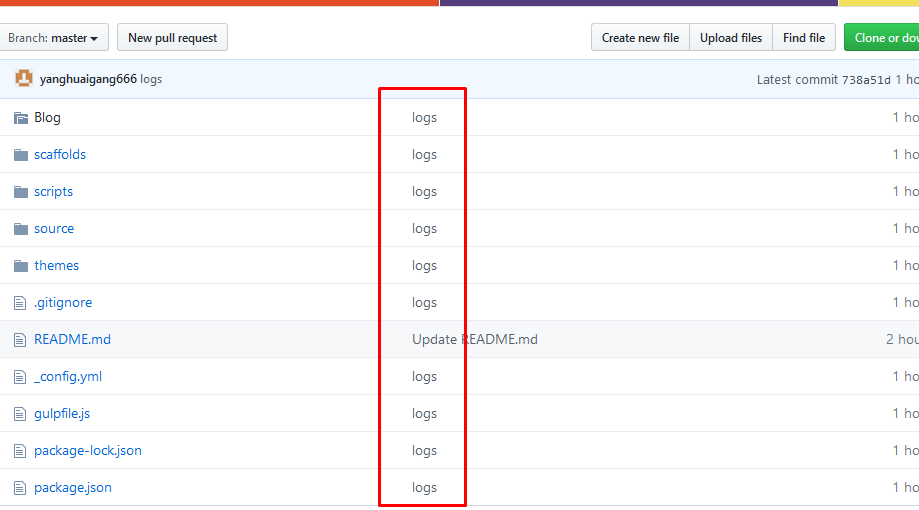 Branch: master New pull request Create new file Upload files Find file Clone or dow
yanghuaigang666 logs Latest commit 738a51d 1 ho
Blog logs 1 ho
scaffolds logs 1 ho
scripts logs 1 ho
source logs 1 ho
themes logs 1 ho
.gitignore logs 1 ho
README.md Update README.md 2 hou
_config.yml logs 1 ho
gulpfile.js logs 1 ho
package-lock.json logs 1 ho
package.json logs 1 ho